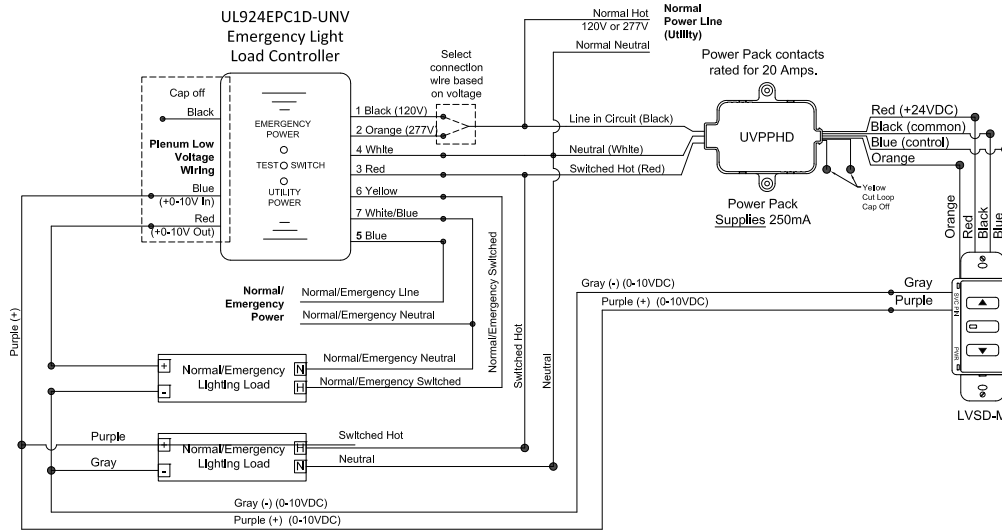 UL924EPC1D-UNV
Emergency Light
Load Controller
Cap off
Black
Plenum Low
Voltage
Wiring
Blue
(+0-10V In)
Red
(+0-10V Out)
EMERGENCY
POWER
TEST SWITCH
UTILITY
POWER
1 Black (120V)
2 Orange (277V)
4 White
3 Red
6 Yellow
7 White/Blue
5 Blue
Select
connection
wire based
on voltage
Normal Hot
120V or 277V
Normal
Power Line
(Utility)
Normal Neutral
Line in Circuit (Black)
Neutral (White)
Switched Hot (Red)
Power Pack contacts
rated for 20 Amps.
UVPPHD
Power Pack
Supplies 250mA
Red (+24VDC)
Black (common)
Blue (control)
Orange
Yellow
Cut Loop
Cap Off
Orange
Red
Black
Blue
Normal/
Emergency
Power
Normal/Emergency Line
Normal/Emergency Neutral
Normal/Emergency Switched
Switched Hot
Neutral
Gray (-) (0-10VDC)
Gray
Purple (+) (0-10VDC)
Purple
SVC PIN
PWR
LVSD-M
Purple (+)
+
-
Normal/Emergency
Lighting Load
N
H
Normal/Emergency Neutral
Normal/Emergency Switched
Purple
Gray
+
-
Normal/Emergency
Lighting Load
H
N
Switched Hot
Neutral
Gray (-) (0-10VDC)
Purple (+) (0-10VDC)